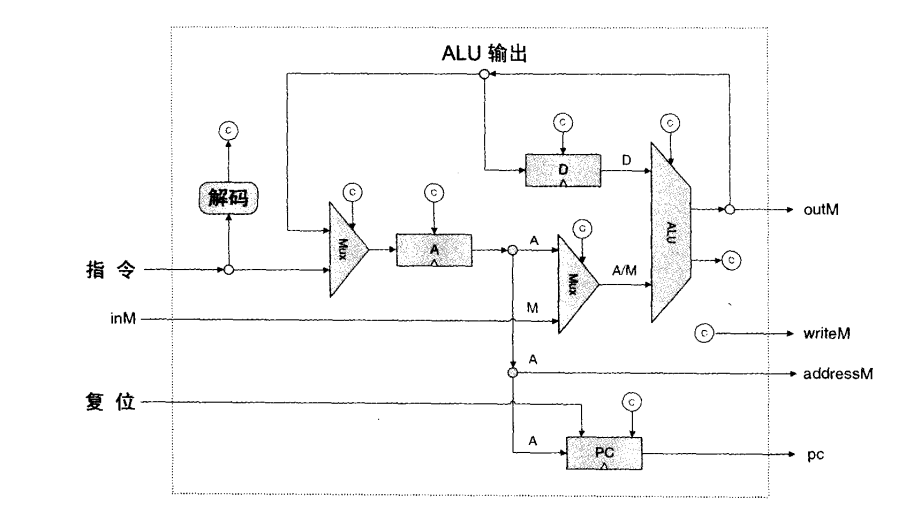 ALU 输出
C
C
C
D
D
解码
C
C
outM
Mux
A
A
C
Mux
ALU
A/M
C
指令
inM
M
C
writeM
A
addressM
复位
C
A
PC
pc